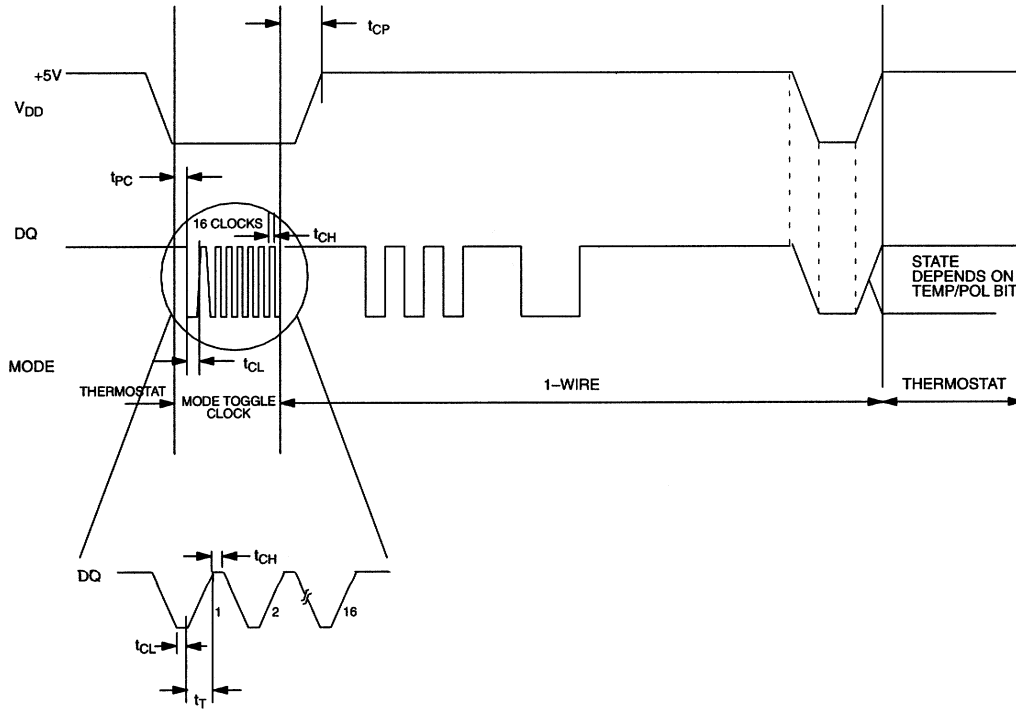 tCP
+5V
VDD
tPC
16 CLOCKS
DQ
tCH
STATE
DEPENDS ON
TEMP/POL BIT
tCL
MODE
THERMOSTAT
MODE TOGGLE
CLOCK
1–WIRE
THERMOSTAT
tCH
DQ
1
2
16
tCL
tT